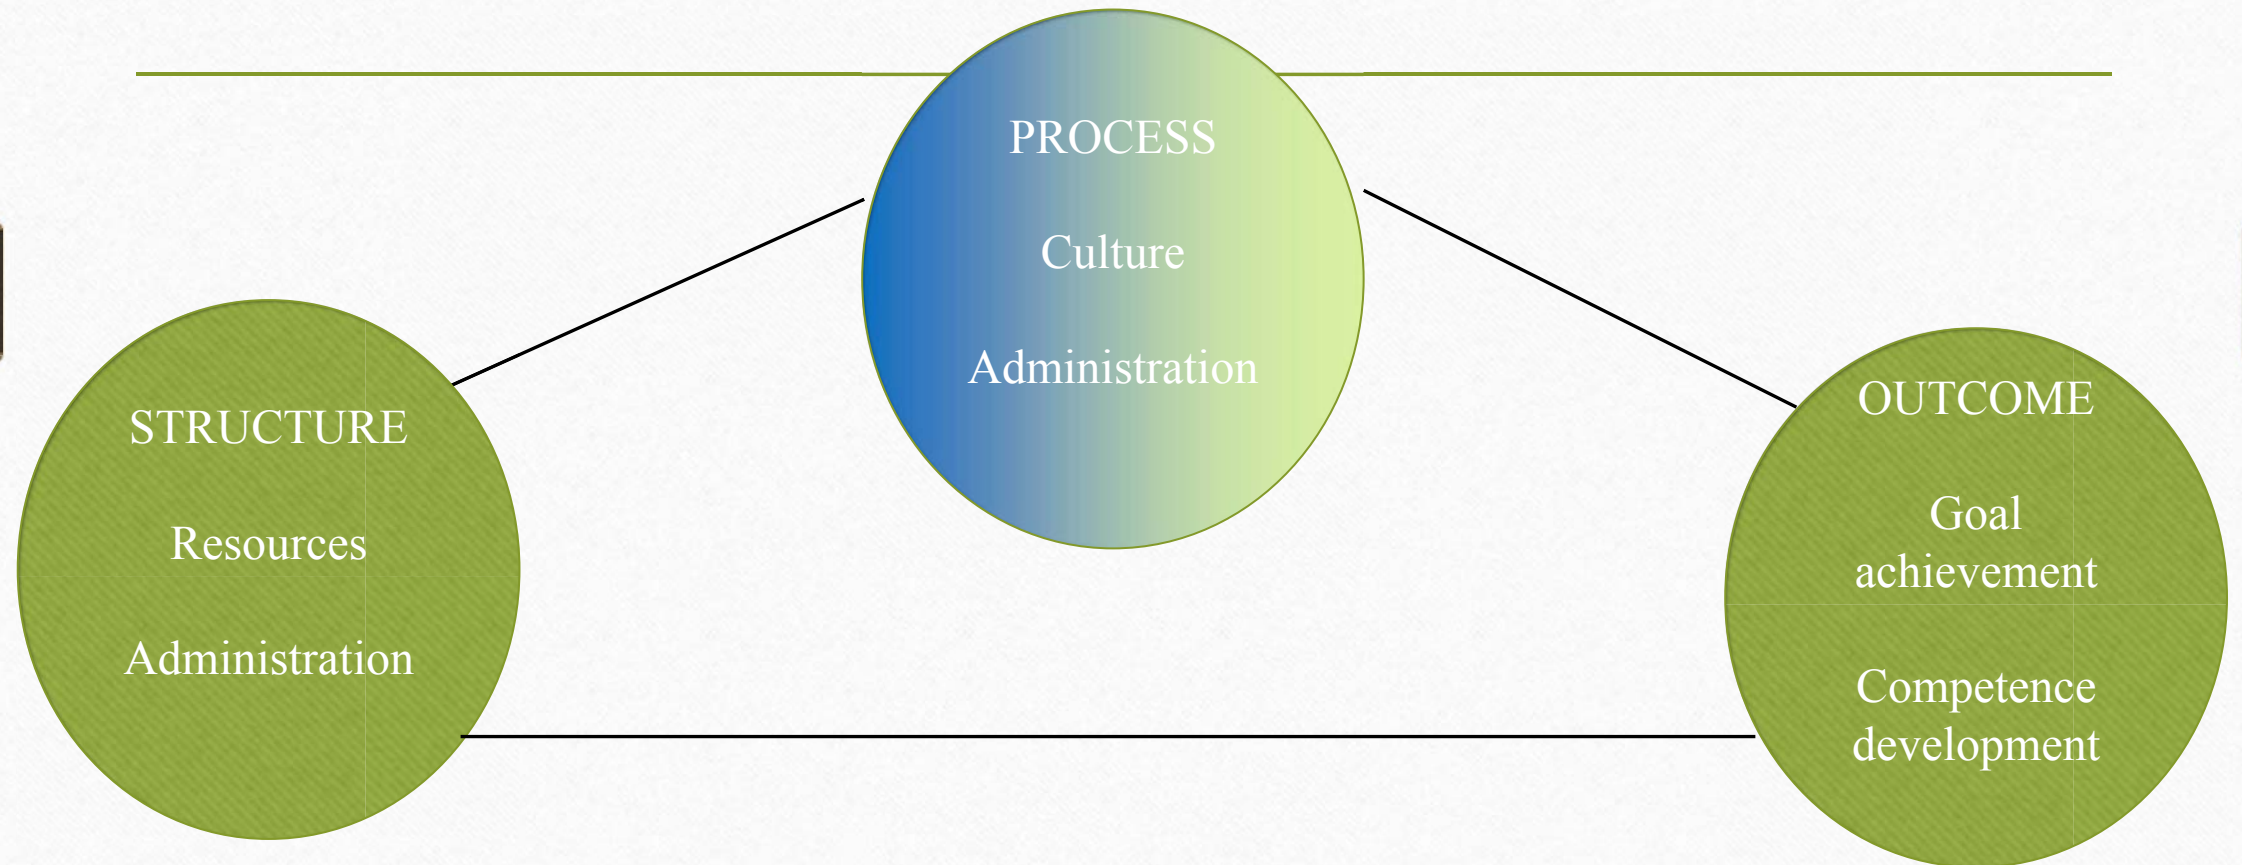 PROCESS
Culture
Administration
STRUCTURE
Resources
Administration
OUTCOME
Goal
achievement
Competence
development